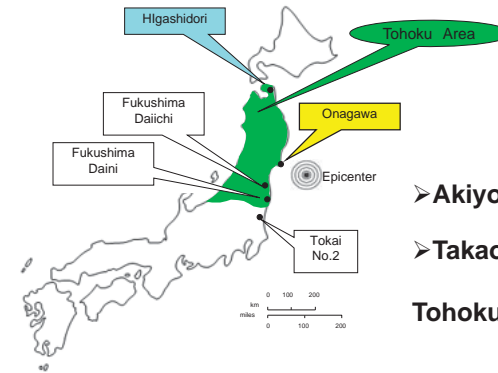 HIgashidori
Tohoku Area
Fukushima
Daiichi
Onagawa
Fukushima
Daini
Epicenter
➢Akiyo
Tokai
No.2
➢Takao
Tohoku
0 100 200
km
miles
0 100 200